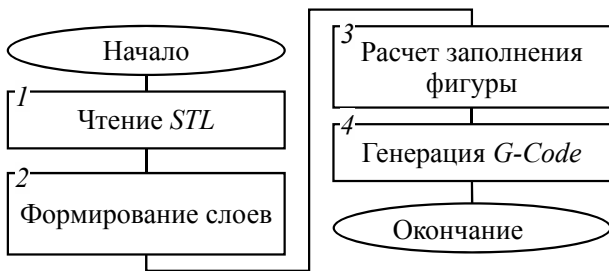 Начало
1
Чтение STL
2
Формирование слоев
3
Расчет заполнения
фигуры
4
Генерация G-Code
Окончание